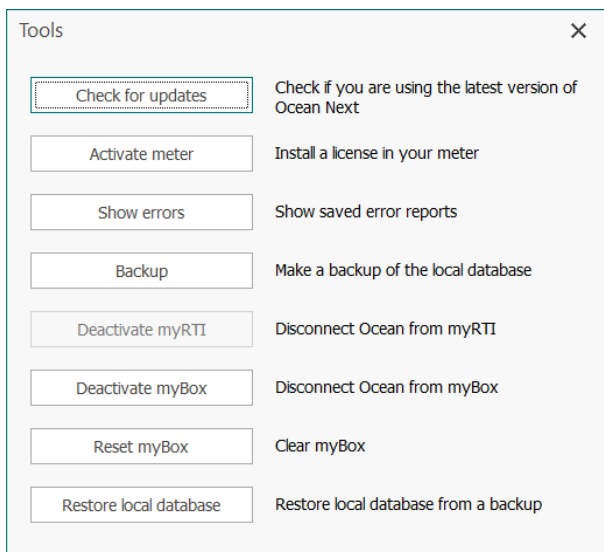 Tools
Check for updates
Check if you are using the latest version of
Ocean Next
Activate meter
Install a license in your meter
Show errors
Show saved error reports
Backup
Make a backup of the local database
Deactivate myRTI
Disconnect Ocean from myRTI
Deactivate myBox
Disconnect Ocean from myBox
Reset myBox
Clear myBox
Restore local database
Restore local database from a backup